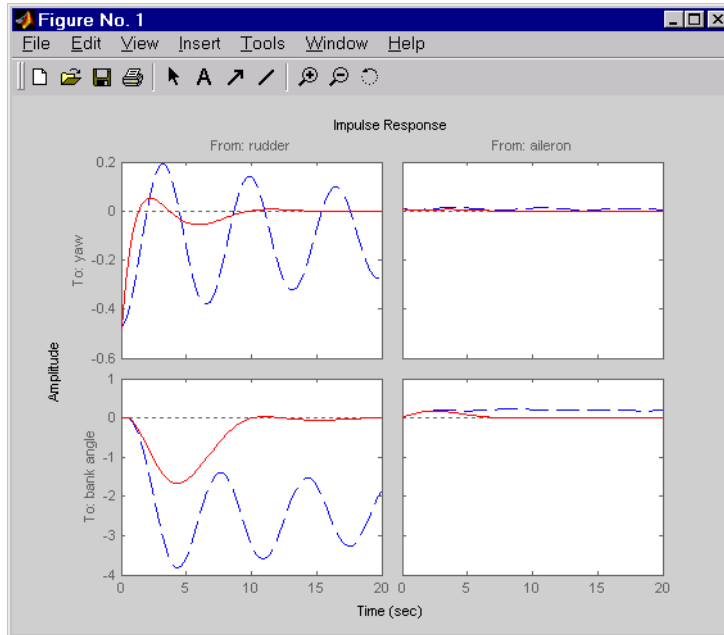 Figure No. 1
File Edit View Insert Tools Window Help
A
Impulse Response
From: rudder From: aileron
0.2
0
-0.2
-0.4
-0.6
To: yaw
Amplitude
1
0
-1
-2
-3
-4
To: bank angle
0 5 10 15 20 0 5 10 15 20
Time (sec)